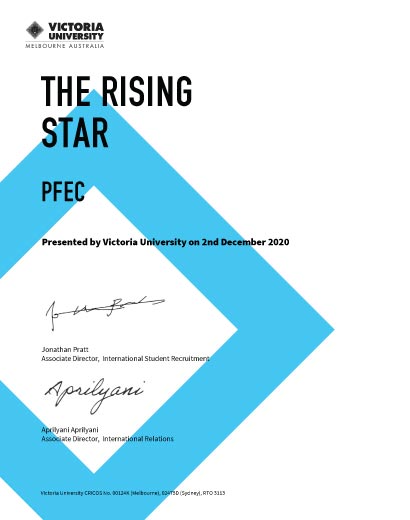 VICTORIA
UNIVERSITY
MELBOURNE AUSTRALIA
THE RISING
STAR
PFEC
Presented by Victoria University on 2nd December 2020
Jonathan Pratt
Associate Director, International Student Recruitment
Aprilyani
Aprilyani Aprilyani
Associate Director, International Relations
Victoria University CRICOS No. 00124K (Melbourne), 02475D (Sydney), RTO 3113